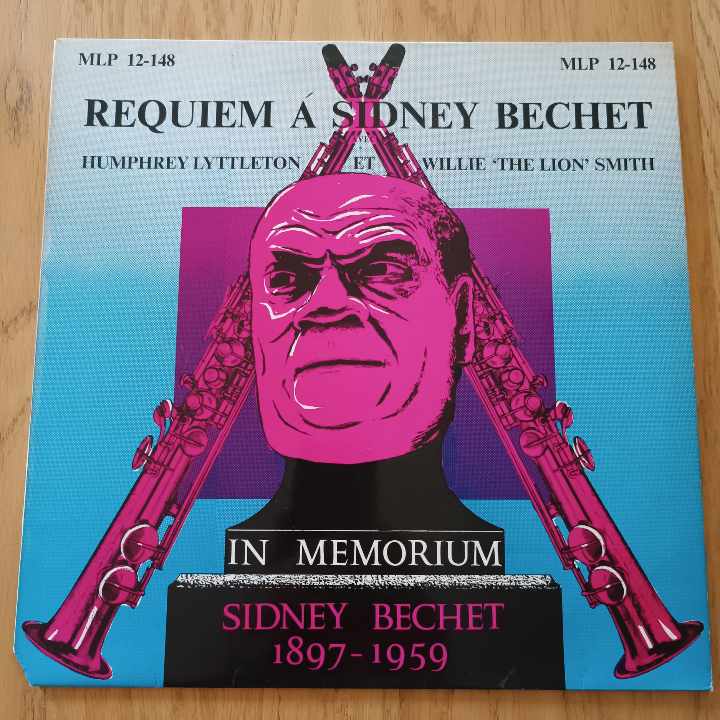 MLP 12-148 MLP 12-148
REQUIEM Á SIDNEY BECHET
HUMPHREY LYTTLETON ET WILLIE 'THE LION' SMITH
IN MEMORIUM
SIDNEY BECHET
1897-1959